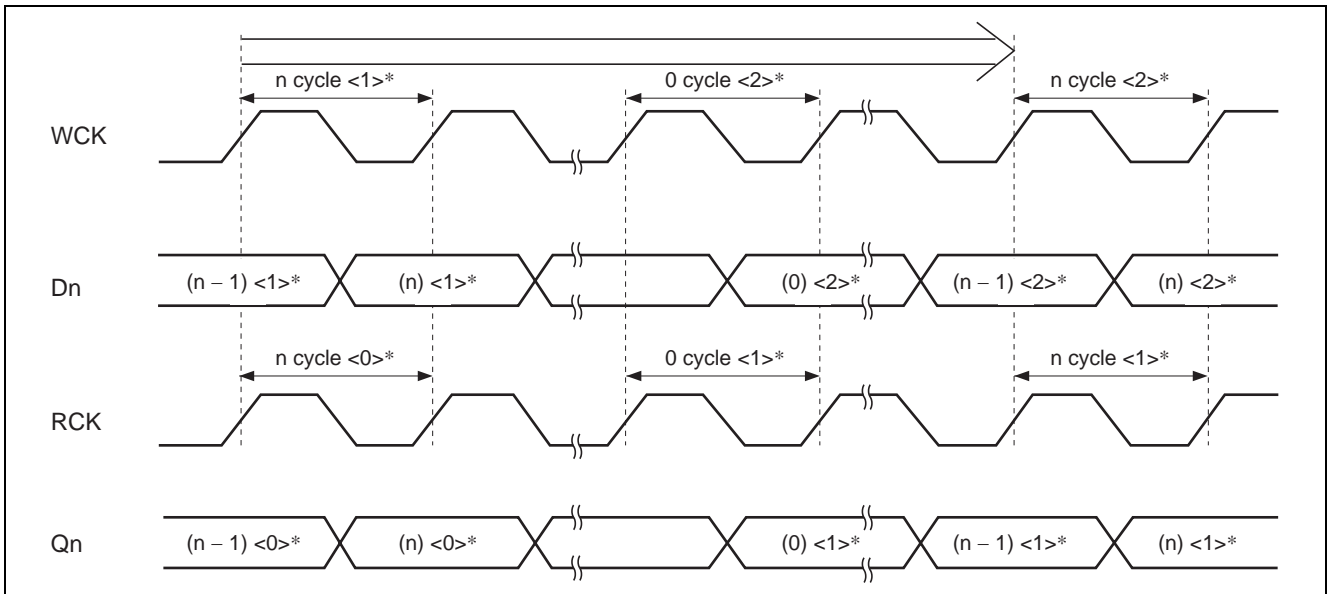 n cycle <1>* 0 cycle <2>* n cycle <2>*
WCK
Dn (n – 1) <1>* (n) <1>* (0) <2>* (n – 1) <2>* (n) <2>*
n cycle <0>* 0 cycle <1>* n cycle <1>*
RCK
Qn (n – 1) <0>* (n) <0>* (0) <1>* (n – 1) <1>* (n) <1>*